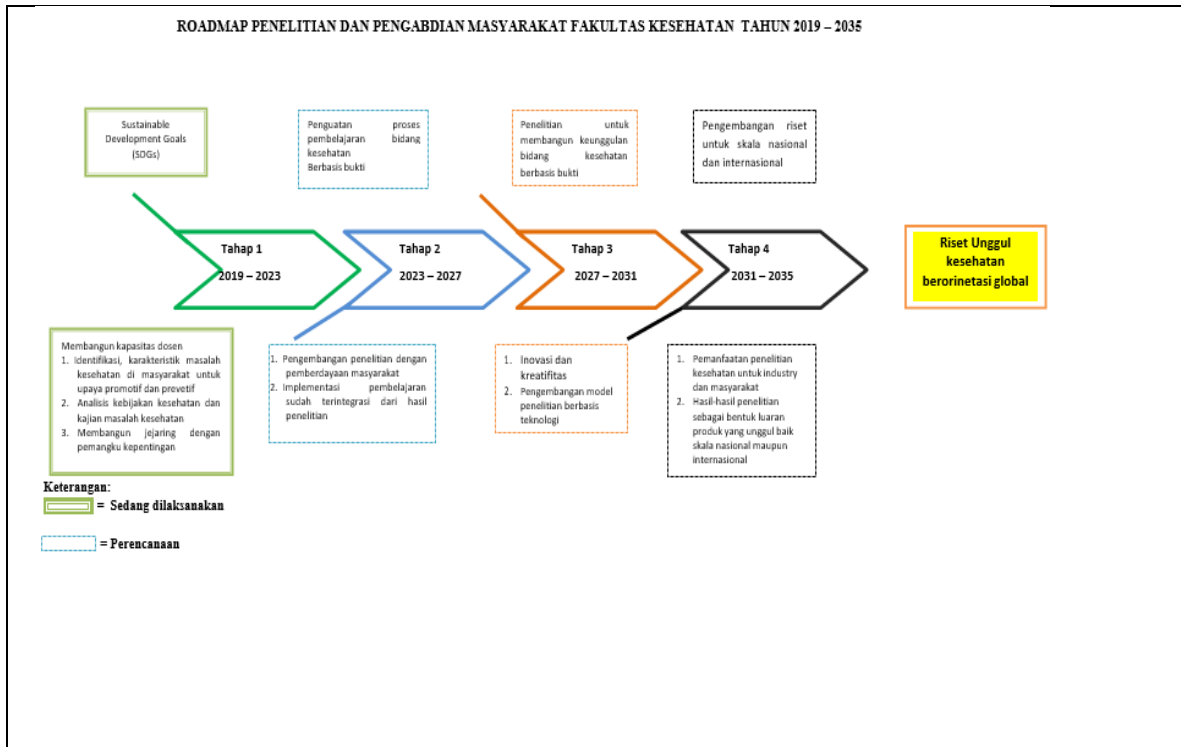 ROADMAP PENELITIAN DAN PENGABDIAN MASYARAKAT FAKULTAS KESEHATAN TAHUN 2019 – 2035
Sustainable
Development Goals
(SDGs)
Penguatan proses
pembelajaran bidang
kesehatan
Berbasis bukti
Penelitian untuk
membangun keunggulan
bidang kesehatan
berbasis bukti
Pengembangan riset
untuk skala nasional
dan internasional
Tahap 1
2019 – 2023
Tahap 2
2023 – 2027
Tahap 3
2027 – 2031
Tahap 4
2031 – 2035
Riset Unggul
kesehatan
berorinetasi global
Membangun kapasitas dosen
1. Identifikasi, karakteristik masalah
kesehatan di masyarakat untuk
upaya promotif dan prevetif
2. Analisis kebijakan kesehatan dan
kajian masalah kesehatan
3. Membangun jejaring dengan
pemangku kepentingan
1. Pengembangan penelitian dengan
pemberdayaan masyarakat
2. Implementasi pembelajaran
sudah terintegrasi dari hasil
penelitian
1. Inovasi dan
kreatifitas
2. Pengembangan model
penelitian berbasis
teknologi
1. Pemanfaatan penelitian
kesehatan untuk industry
dan masyarakat
2. Hasil-hasil penelitian
sebagai bentuk luaran
produk yang unggul baik
skala nasional maupun
internasional
Keterangan:
= Sedang dilaksanakan
= Perencanaan